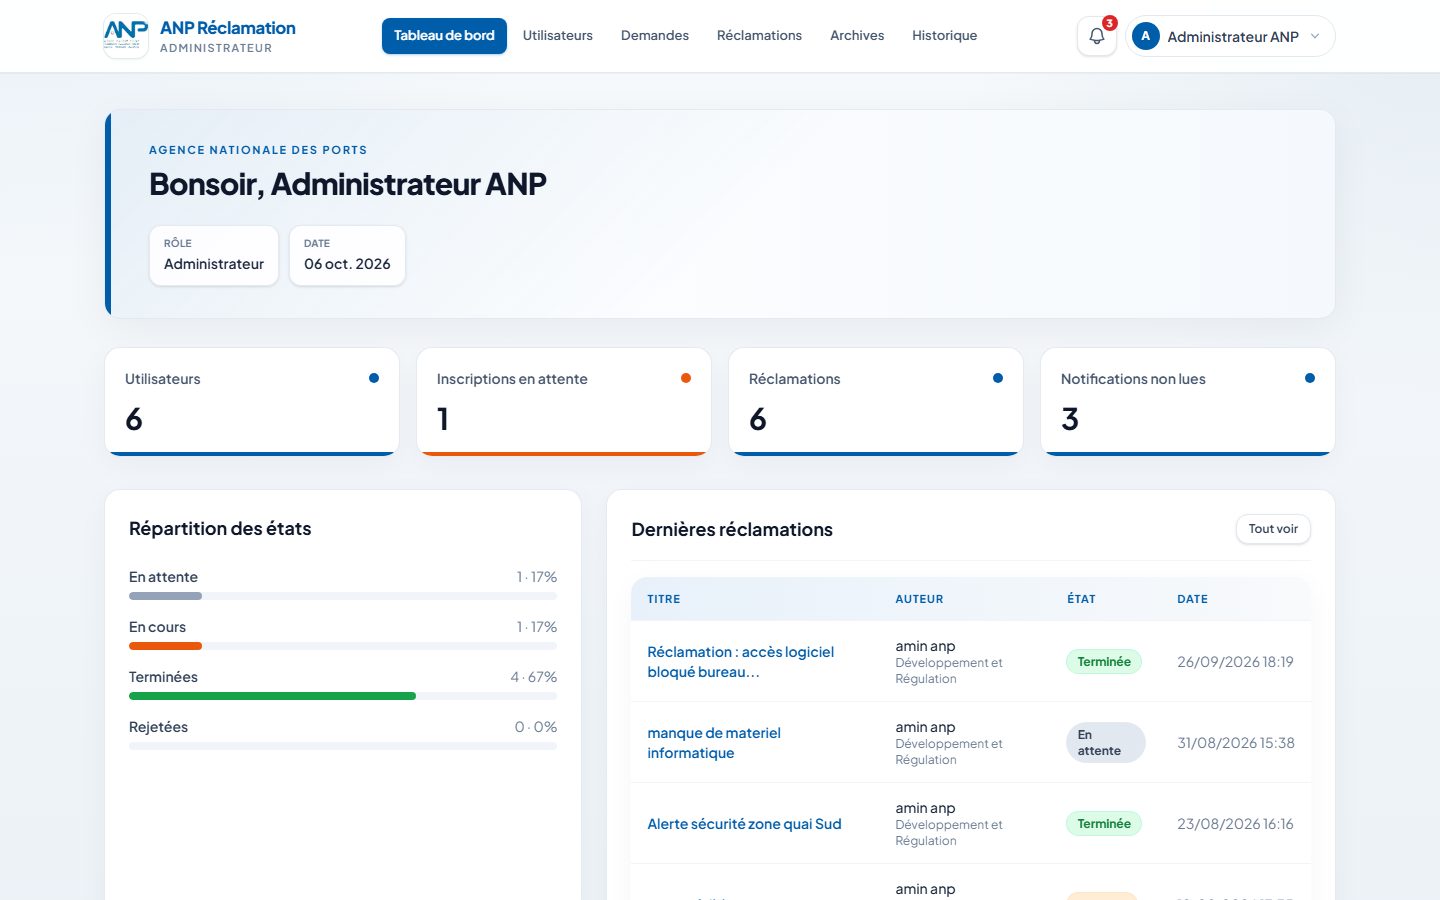 ANP
ANP Réclamation
ADMINISTRATEUR
Tableau de bord
Utilisateurs
Demandes
Réclamations
Archives
Historique
3
A
Administrateur ANP
AGENCE NATIONALE DES PORTS
Bonsoir, Administrateur ANP
RÔLE
Administrateur
DATE
06 oct. 2026
Utilisateurs
6
Inscriptions en attente
1
Réclamations
6
Notifications non lues
3
Répartition des états
En attente
1 · 17%
En cours
1 · 17%
Terminées
4 · 67%
Rejetées
0 · 0%
Dernières réclamations
Tout voir
TITRE
AUTEUR
ÉTAT
DATE
Réclamation : accès logiciel
bloqué bureau...
amin anp
Développement et
Régulation
Terminée
26/09/2026 18:19
manque de materiel
informatique
amin anp
Développement et
Régulation
En
attente
31/08/2026 15:38
Alerte sécurité zone quai Sud
amin anp
Développement et
Régulation
Terminée
23/08/2026 16:16
amin anp